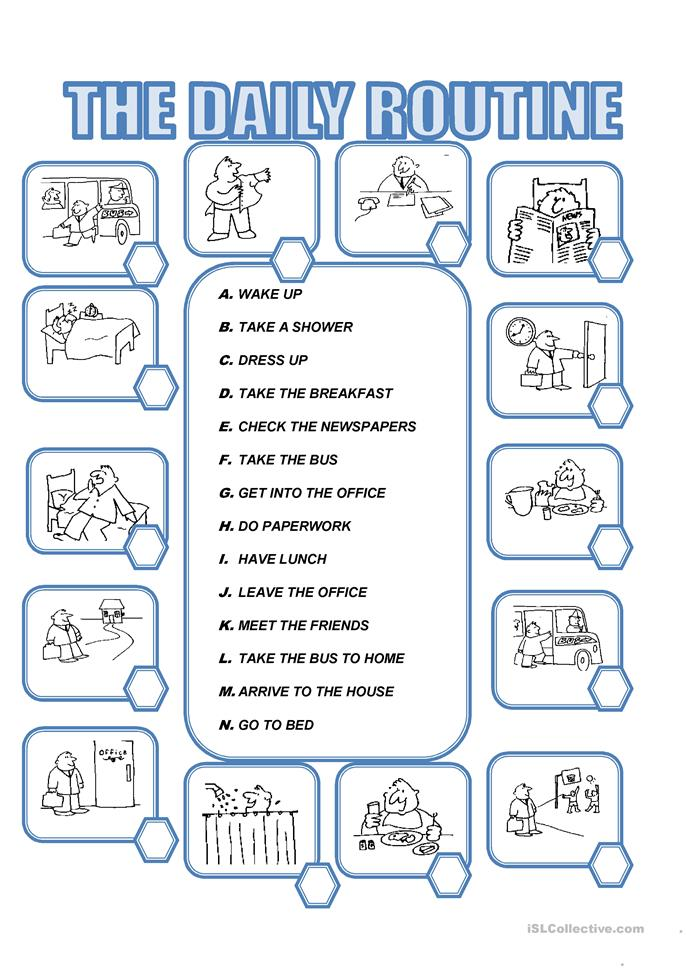 THE DAILY ROUTINE
BUS
NEWS
A. WAKE UP
B. TAKE A SHOWER
C. DRESS UP
D. TAKE THE BREAKFAST
E. CHECK THE NEWSPAPERS
F. TAKE THE BUS
G. GET INTO THE OFFICE
H. DO PAPERWORK
I. HAVE LUNCH
J. LEAVE THE OFFICE
K. MEET THE FRIENDS
L. TAKE THE BUS TO HOME
M. ARRIVE TO THE HOUSE
N. GO TO BED
OFFICE
iSLCollective.com